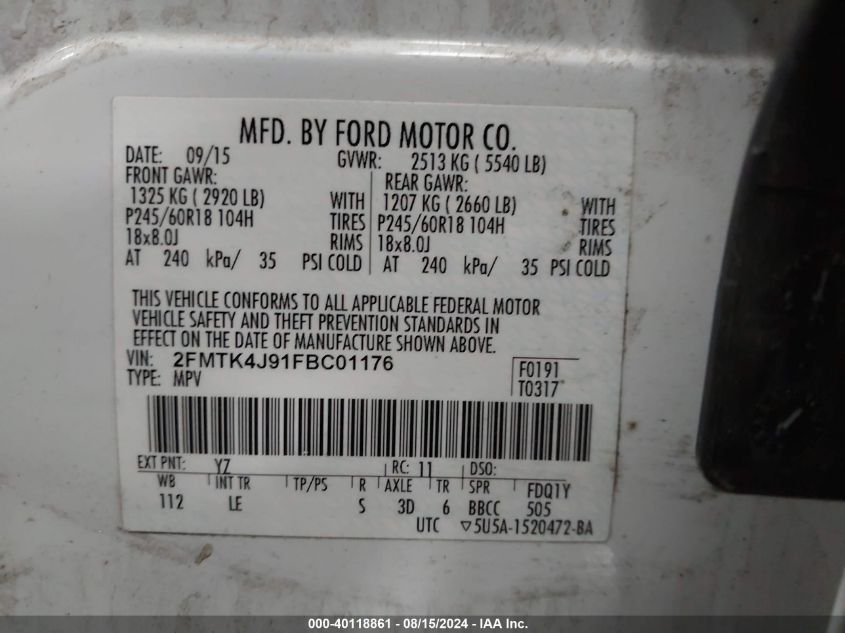 MFD. BY FORD MOTOR CO.
DATE: 09/15 GVWR: 2513 KG ( 5540 LB)
FRONT GAWR: REAR GAWR:
1325 KG ( 2920 LB) WITH 1207 KG ( 2660 LB) WITH
P245/60R18 104H TIRES P245/60R18 104H TIRES
18x8.0J RIMS 18x8.0J RIMS
AT 240 kPa/ 35 PSI COLD AT 240 kPa/ 35 PSI COLD
THIS VEHICLE CONFORMS TO ALL APPLICABLE FEDERAL MOTOR
VEHICLE SAFETY AND THEFT PREVENTION STANDARDS IN
EFFECT ON THE DATE OF MANUFACTURE SHOWN ABOVE.
VIN: 2FMTK4J91FBC01176 F0191
TYPE: MPV T0317
EXT PNT: YZ RC: 11 DSO:
WB INT TR TP/PS R AXLE TR SPR FDQ1Y
112 LE S 3D 6 BBCC 505
UTC ▽5U5A-1520472-BA
000-40118861 - 08/15/2024 - IAA Inc.